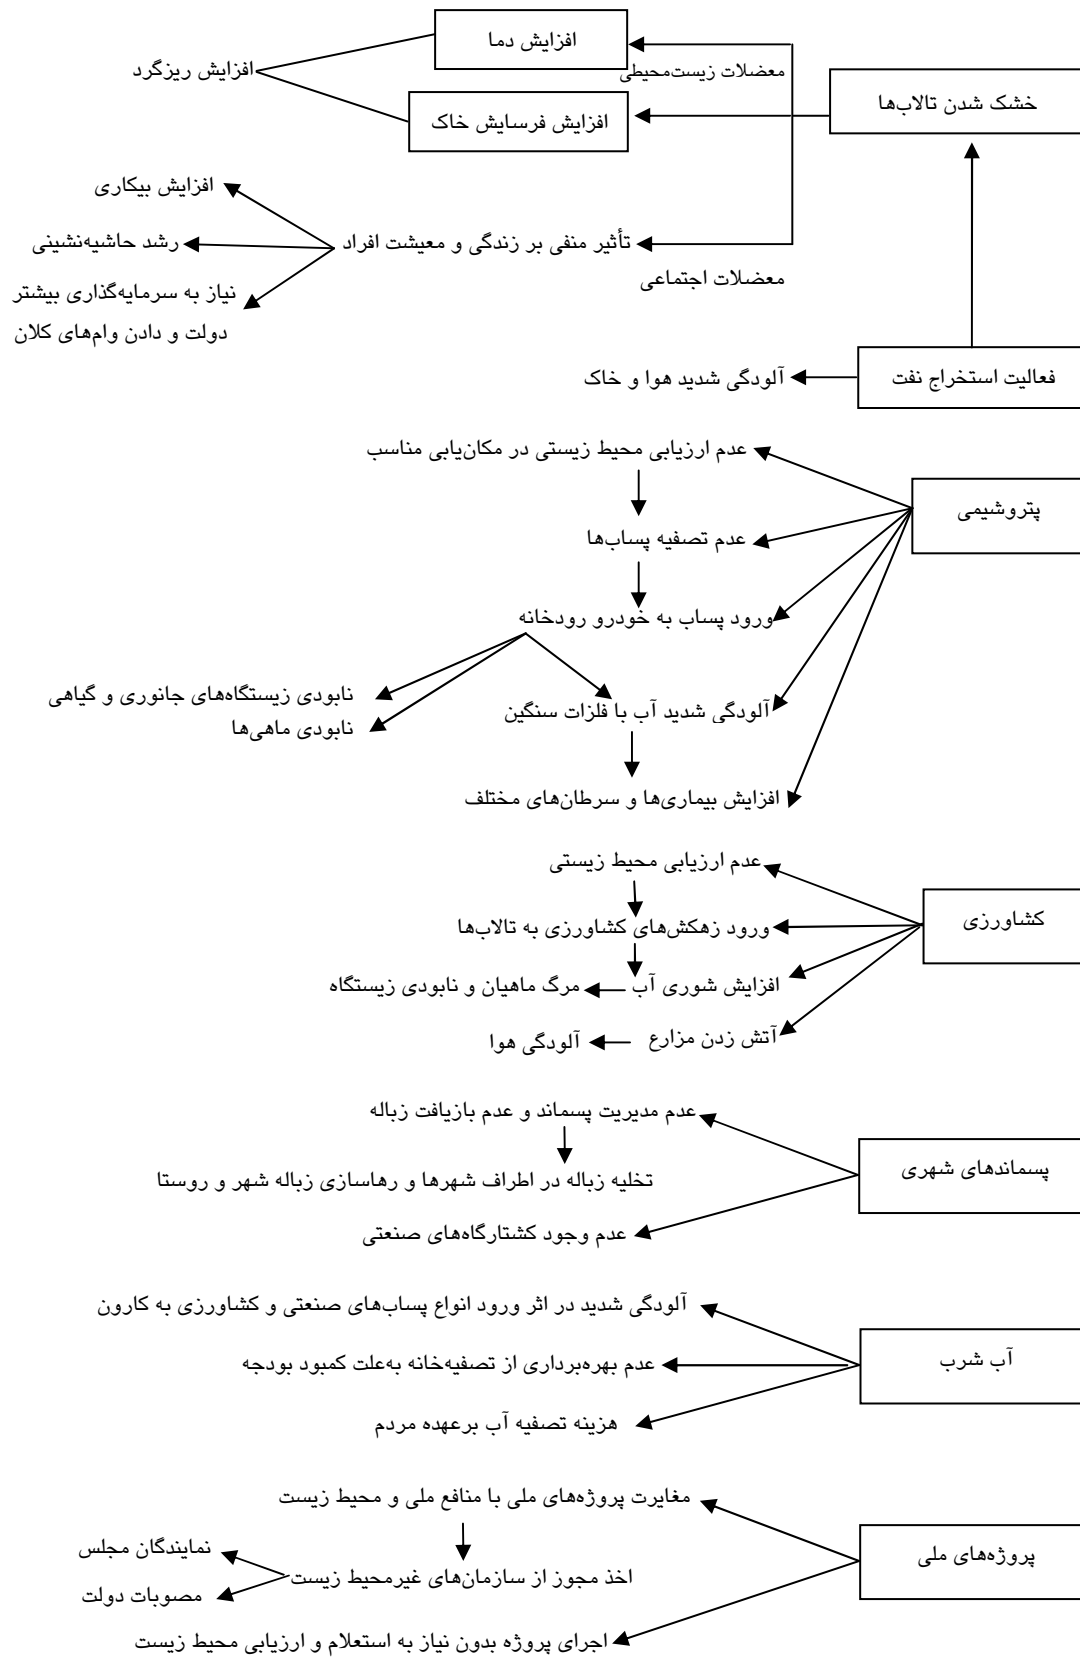 خشک شدن تالاب‌ها
معضلات زیست‌محیطی
افزایش دما
افزایش فرسایش خاک
افزایش ریزگرد
معضلات اجتماعی
تأثیر منفی بر زندگی و معیشت افراد
افزایش بیکاری
رشد حاشیه‌نشینی
نیاز به سرمایه‌گذاری بیشتر
دولت و دادن وام‌های کلان
فعالیت استخراج نفت
آلودگی شدید هوا و خاک
پتروشیمی
عدم ارزیابی محیط زیستی در مکان‌یابی مناسب
عدم تصفیه پساب‌ها
ورود پساب به خودرو رودخانه
نابودی زیستگاه‌های جانوری و گیاهی
نابودی ماهی‌ها
آلودگی شدید آب با فلزات سنگین
افزایش بیماری‌ها و سرطان‌های مختلف
کشاورزی
عدم ارزیابی محیط زیستی
ورود زهکش‌های کشاورزی به تالاب‌ها
افزایش شوری آب
مرگ ماهیان و نابودی زیستگاه
آتش زدن مزارع
آلودگی هوا
پسماندهای شهری
عدم مدیریت پسماند و عدم بازیافت زباله
تخلیه زباله در اطراف شهرها و رهاسازی زباله شهر و روستا
عدم وجود کشتارگاه‌های صنعتی
آب شرب
آلودگی شدید در اثر ورود انواع پساب‌های صنعتی و کشاورزی به کارون
عدم بهره‌برداری از تصفیه‌خانه به‌علت کمبود بودجه
هزینه تصفیه آب برعهده مردم
پروژه‌های ملی
مغایرت پروژه‌های ملی با منافع ملی و محیط زیست
اخذ مجوز از سازمان‌های غیرمحیط زیست
نمایندگان مجلس
مصوبات دولت
اجرای پروژه بدون نیاز به استعلام و ارزیابی محیط زیست